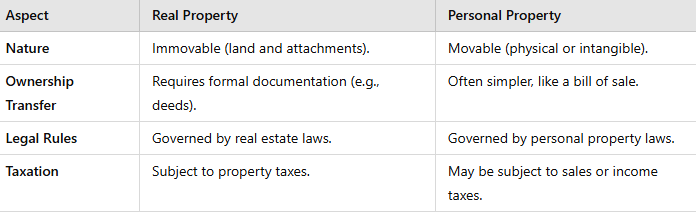 Aspect Real Property Personal Property
Nature Immovable (land and attachments). Movable (physical or intangible).
Ownership Requires formal documentation (e.g., Often simpler, like a bill of sale.
Transfer deeds).
Legal Rules Governed by real estate laws. Governed by personal property laws.
Taxation Subject to property taxes. May be subject to sales or income
taxes.